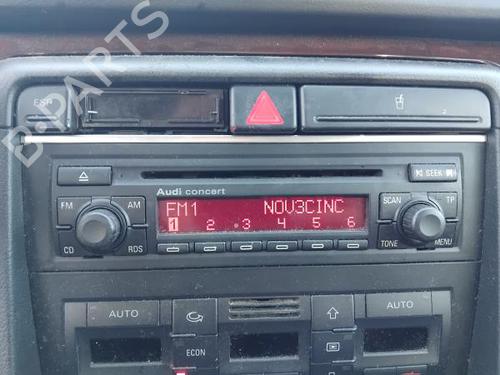 ESP
B-PARTS
Audi concert
SEEK
FM AM
FM1 NOV3CINC
1 2 3 4 5 6
CD RDS
SCAN TP
TONE MENU
AUTO AUTO
ECON